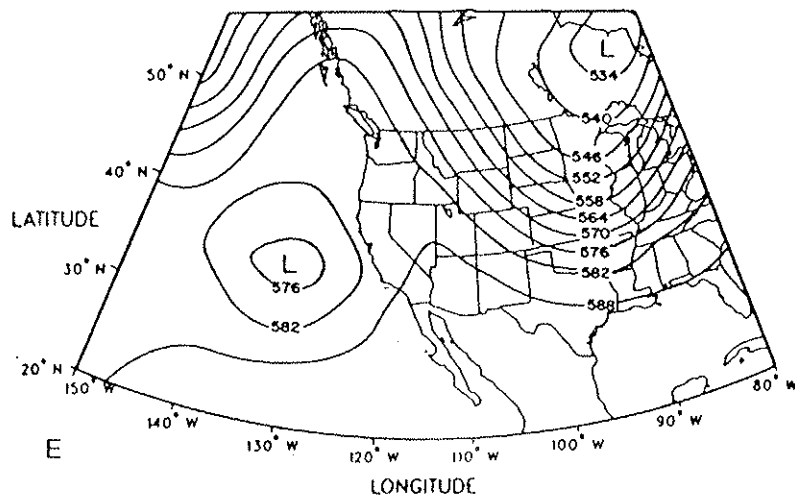 L
534
50° N
540
546
40° N
552
558
LATITUDE
564
570
576
L
30° N
582
576
588
582
20° N
150° W
80° W
140° W
90° W
E
130° W
100° W
120° W
110° W
LONGITUDE